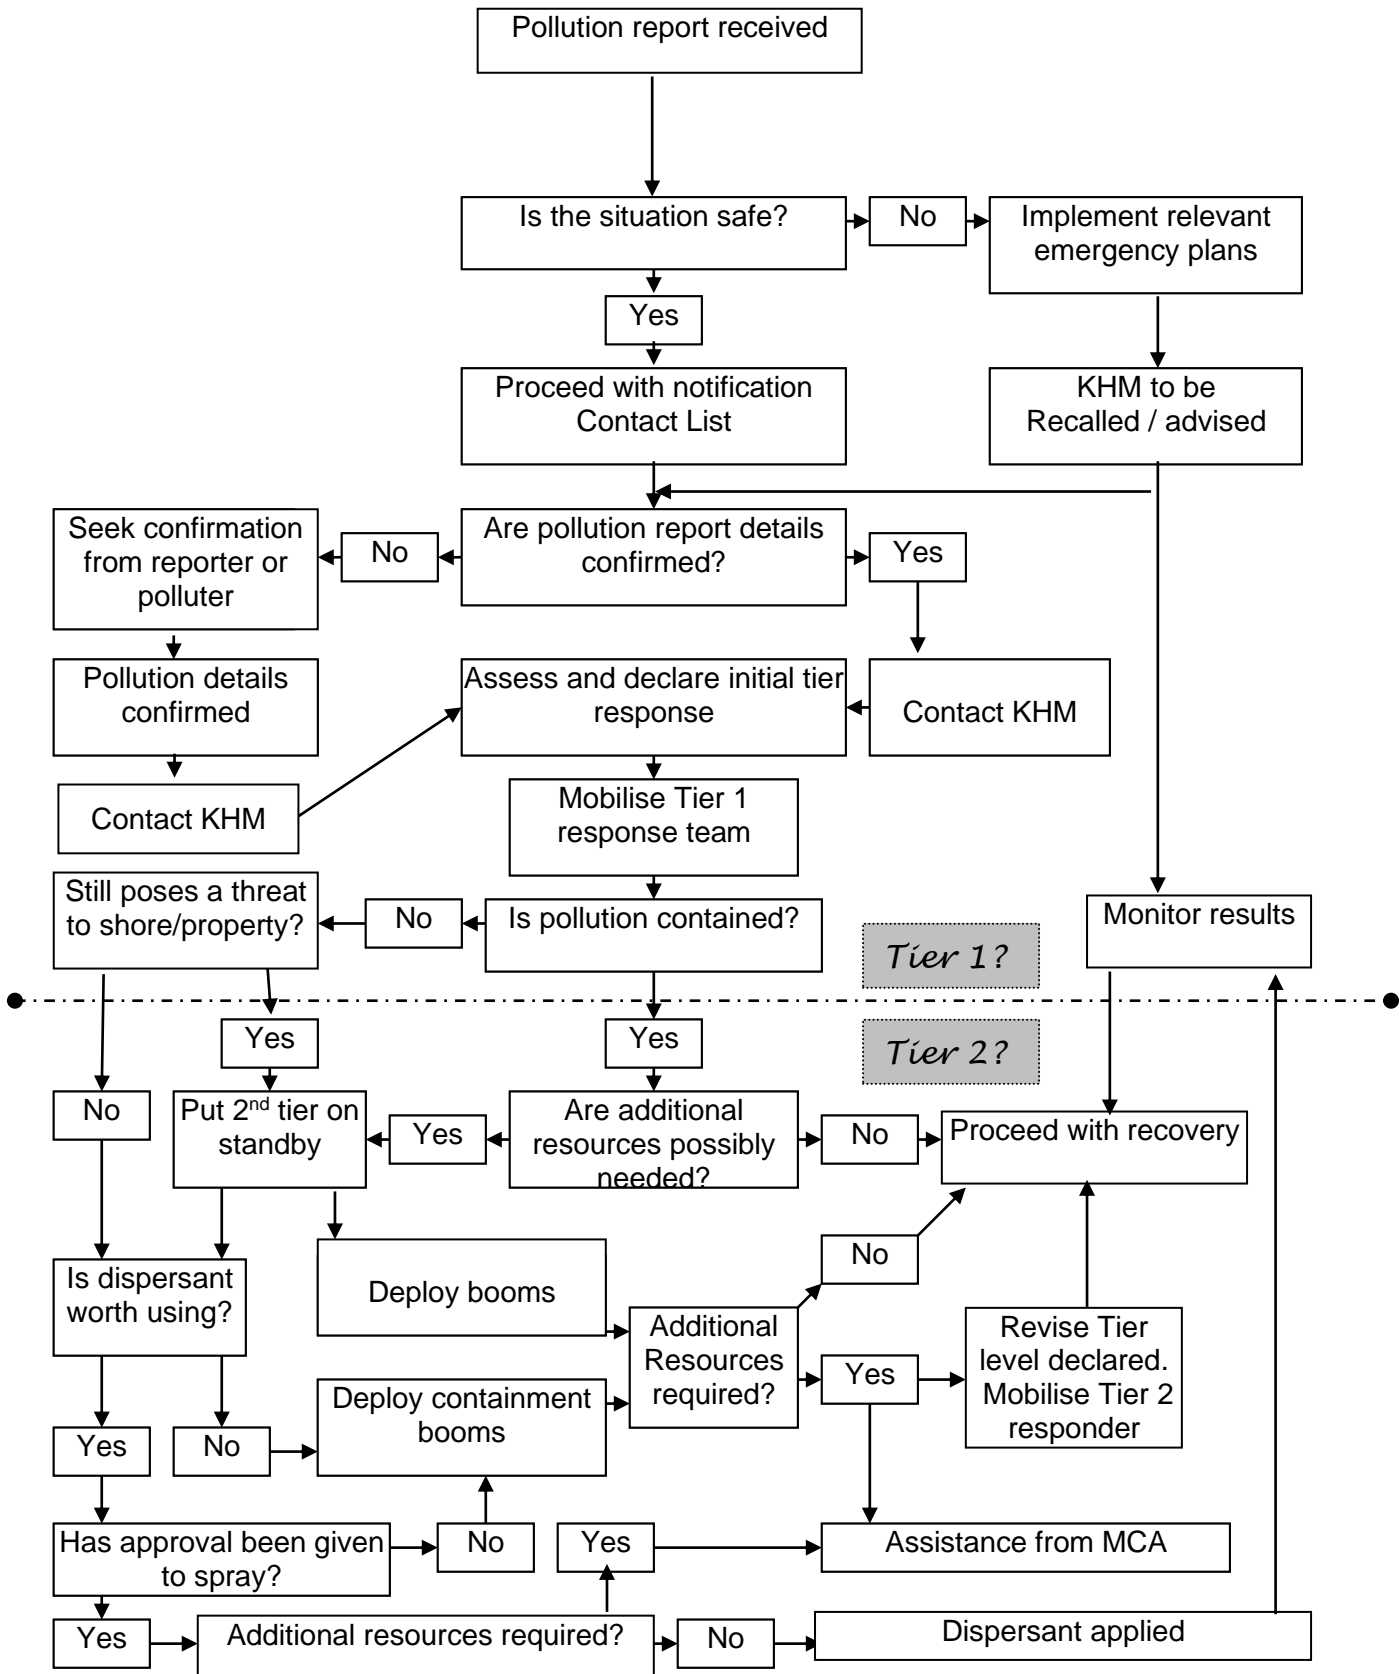 Pollution report received
Is the situation safe?
No
Implement relevant
emergency plans
Yes
Proceed with notification
Contact List
KHM to be
Recalled / advised
Seek confirmation
from reporter or
polluter
No
Are pollution report details
confirmed?
Yes
Pollution details
confirmed
Assess and declare initial tier
response
Contact KHM
Contact KHM
Mobilise Tier 1
response team
Still poses a threat
to shore/property?
No
Is pollution contained?
Tier 1?
Monitor results
Yes
Yes
Tier 2?
No
Put 2nd tier on
standby
Yes
Are additional
resources possibly
needed?
No
Proceed with recovery
No
Is dispersant
worth using?
Deploy booms
Additional
Resources
required?
Yes
Revise Tier
level declared.
Mobilise Tier 2
responder
Deploy containment
booms
Yes
No
Has approval been given
to spray?
No
Yes
Assistance from MCA
Yes
Additional resources required?
No
Dispersant applied